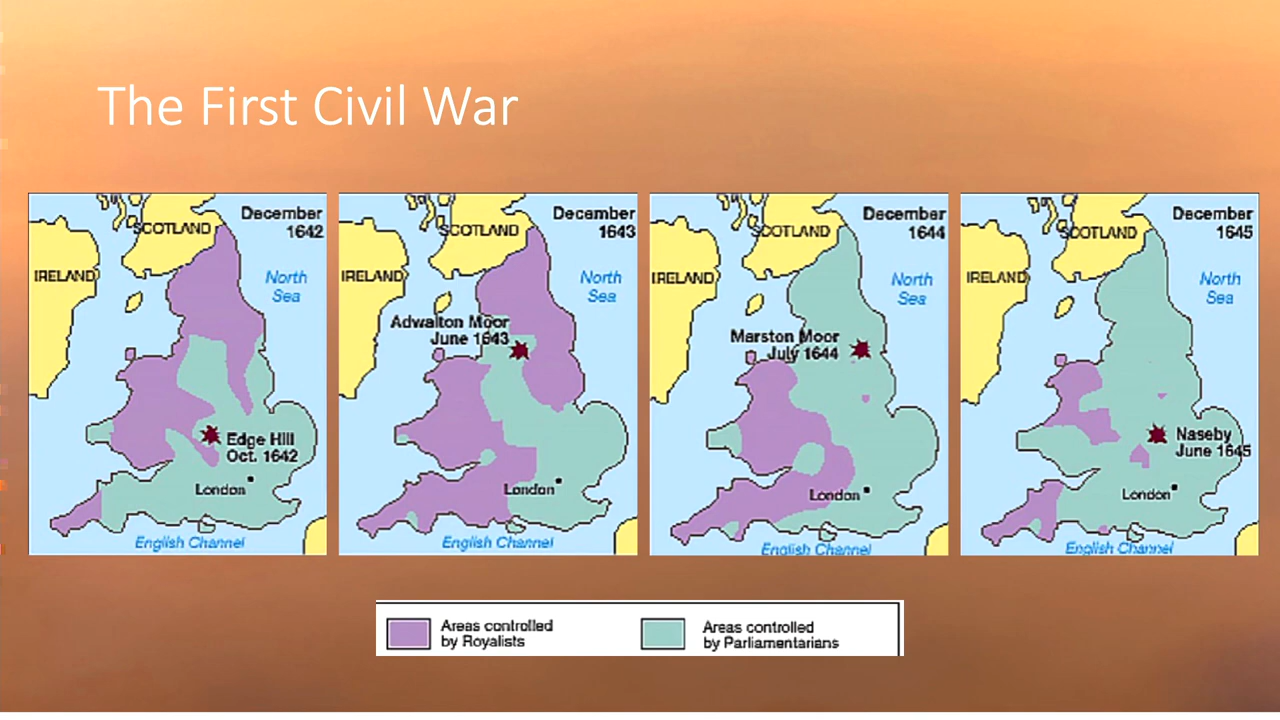 The First Civil War
December
1642
SCOTLAND
IRELAND
North
Sea
Edge Hill
Oct. 1642
London
English Channel
December
1643
SCOTLAND
IRELAND
North
Sea
Adwalton Moor
June 1643
London
English Channel
December
1644
SCOTLAND
IRELAND
North
Sea
Marston Moor
July 1644
London
English Channel
December
1645
SCOTLAND
IRELAND
North
Sea
Naseby
June 1645
London
English Channel
Areas controlled
by Royalists
Areas controlled
by Parliamentarians